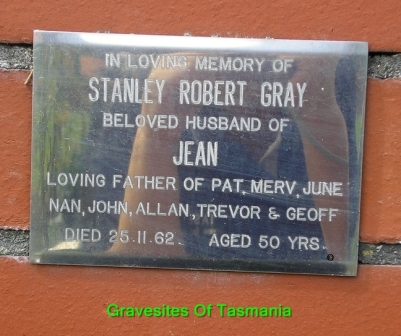 IN LOVING MEMORY OF
STANLEY ROBERT GRAY
BELOVED HUSBAND OF
JEAN
LOVING FATHER OF PAT, MERV, JUNE
NAN, JOHN, ALLAN, TREVOR & GEOFF
DIED 25.11.62. AGED 50 YRS.
Gravesites Of Tasmania